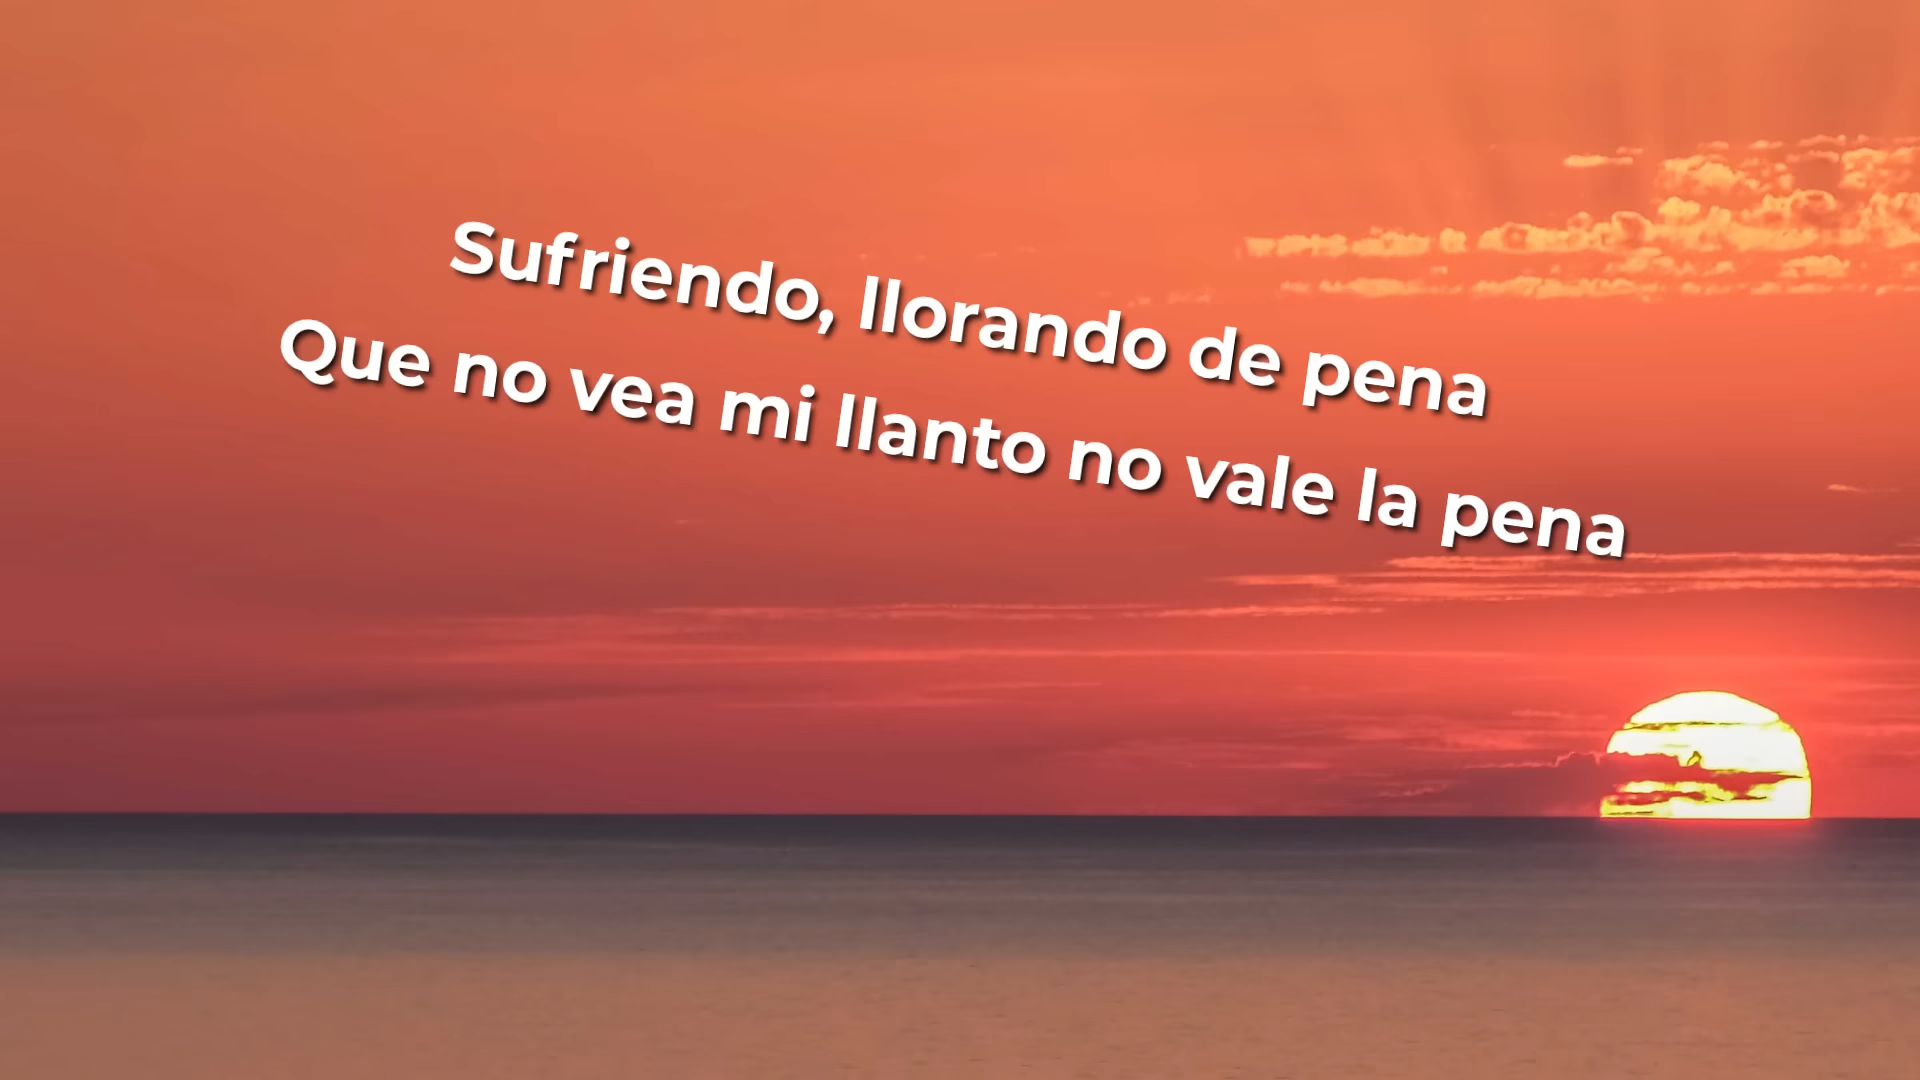 Sufriendo, llorando de pena
Que no vea mi llanto no vale la pena